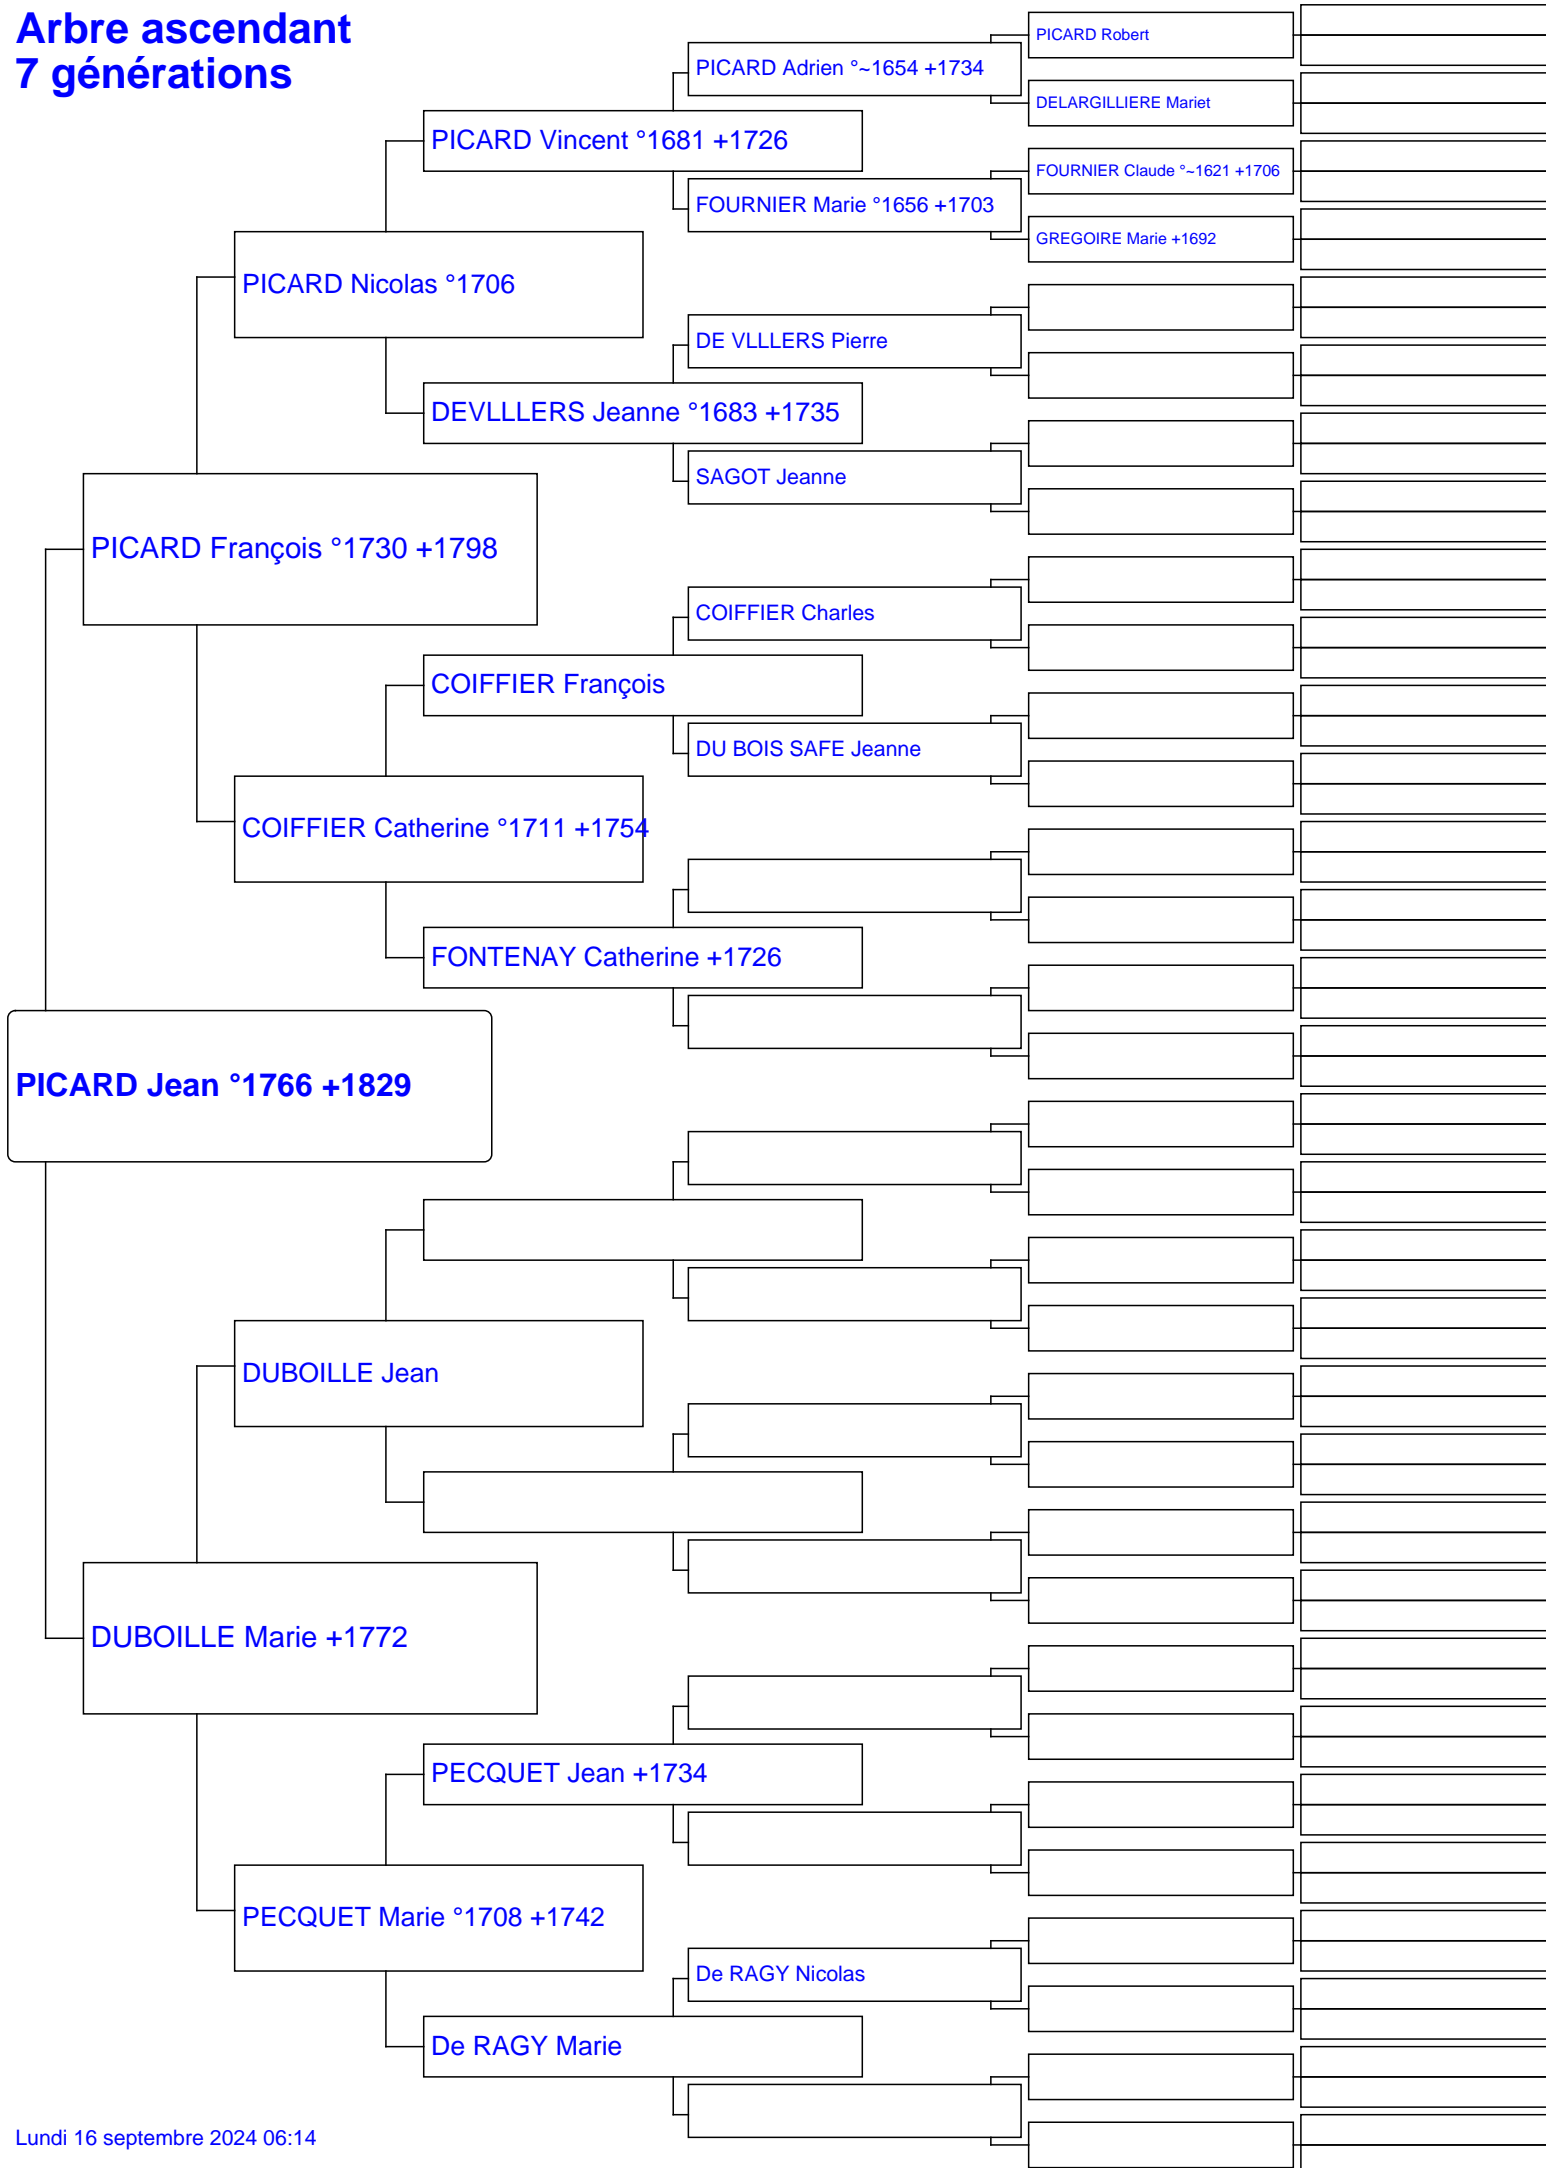 Arbre ascendant
7 générations
PICARD Robert
PICARD Adrien °~1654 +1734
DELARGILLIERE Mariet
PICARD Vincent °1681 +1726
FOURNIER Claude °~1621 +1706
FOURNIER Marie °1656 +1703
GREGOIRE Marie +1692
PICARD Nicolas °1706
DE VLLLERS Pierre
DEVLLLERS Jeanne °1683 +1735
SAGOT Jeanne
PICARD François °1730 +1798
COIFFIER Charles
COIFFIER François
DU BOIS SAFE Jeanne
COIFFIER Catherine °1711 +1754
FONTENAY Catherine +1726
PICARD Jean °1766 +1829
DUBOILLE Jean
DUBOILLE Marie +1772
PECQUET Jean +1734
PECQUET Marie °1708 +1742
De RAGY Nicolas
De RAGY Marie
Lundi 16 septembre 2024 06:14